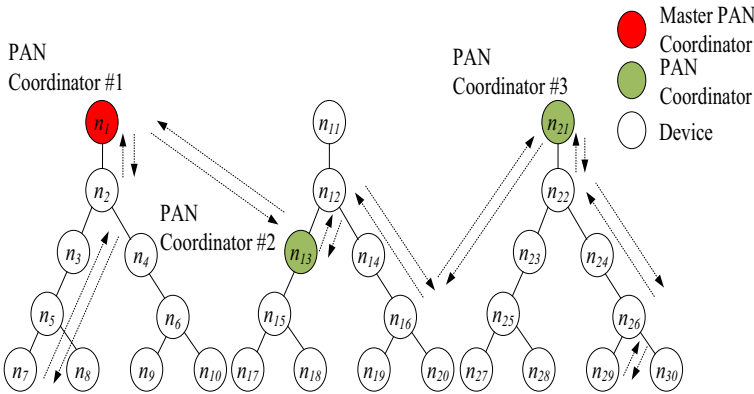 PAN
Coordinator #1
PAN
Coordinator #3
Master PAN
Coordinator
PAN
Coordinator
Device
n1
n11
n21
n2
n12
n22
PAN
Coordinator #2
n3
n4
n13
n14
n23
n24
n5
n6
n15
n16
n25
n26
n7
n8
n9
n10
n17
n18
n19
n20
n27
n28
n29
n30